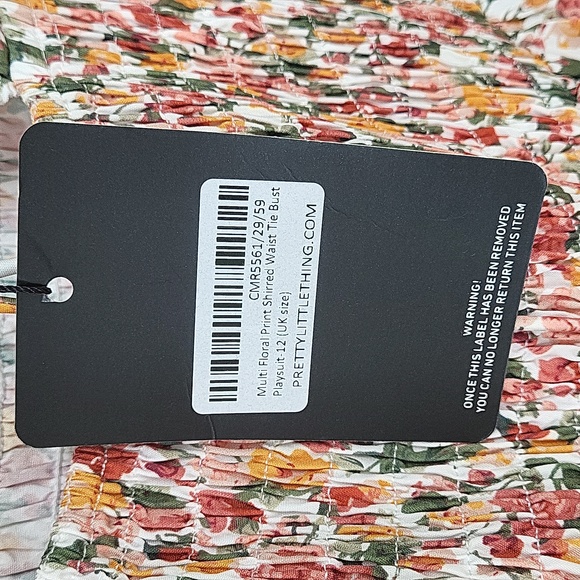 CMR5561/29/59
Multi Floral Print Shirred Waist Tie Bust
Playsuit-12 (UK size)
PRETTYLITTLETHING.COM
WARNING!
ONCE THIS LABEL HAS BEEN REMOVED
YOU CAN NO LONGER RETURN THIS ITEM